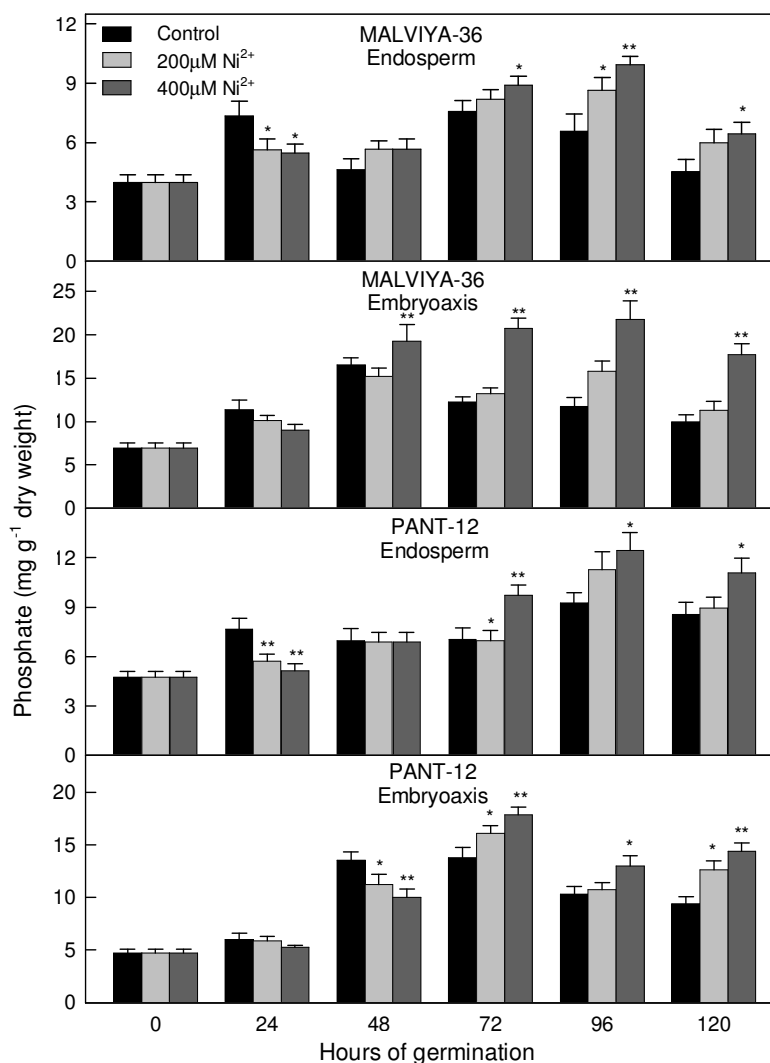 Control
200µM Ni²⁺
400µM Ni²⁺
MALVIYA-36
Endosperm
12
9
6
3
0
* *
*
* **
*
MALVIYA-36
Embryoaxis
25
20
15
10
5
0
**
**
**
**
PANT-12
Endosperm
12
9
6
3
0
** **
* **
*
*
PANT-12
Embryoaxis
20
15
10
5
0
* **
* **
*
* **
0 24 48 72 96 120
Hours of germination
Phosphate (mg g⁻¹ dry weight)